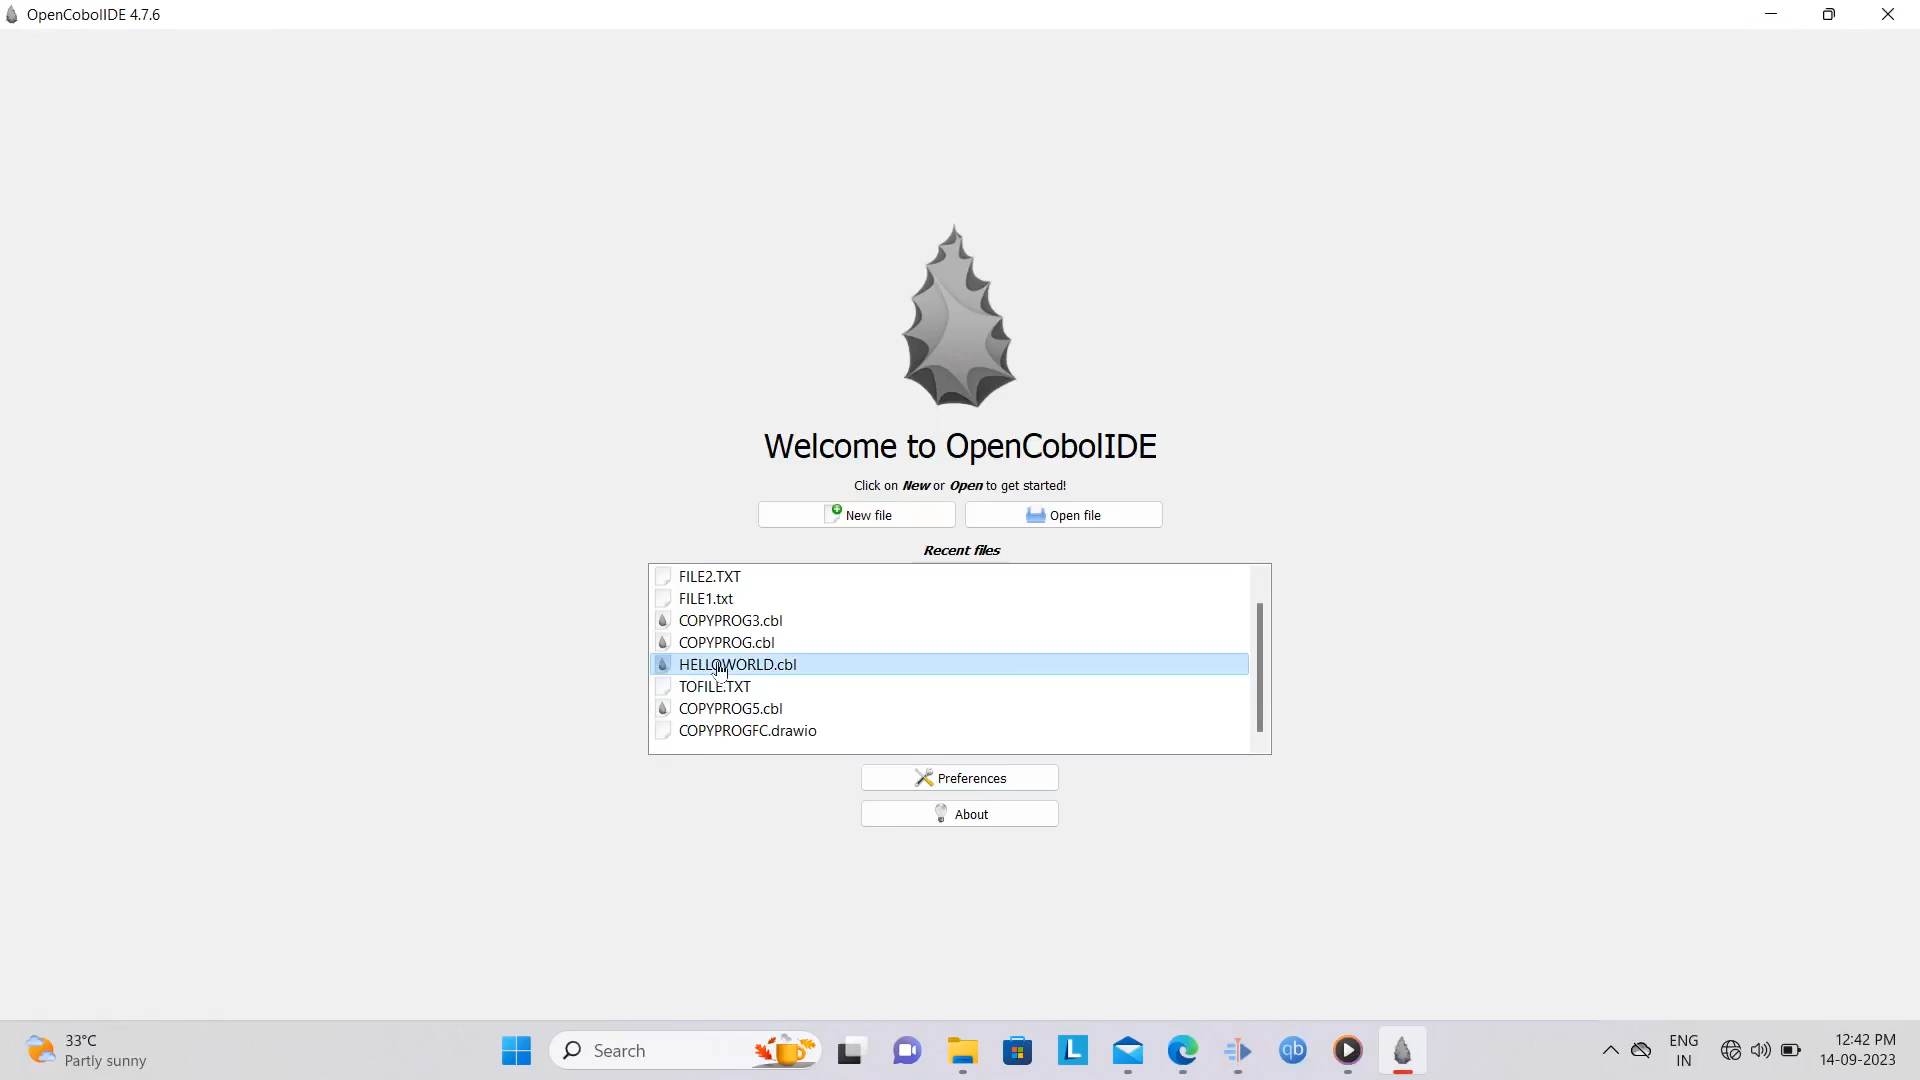 OpenCobolIDE 4.7.6
Welcome to OpenCobolIDE
Click on New or Open to get started!
New file
Open file
Recent files
FILE2.TXT
FILE1.txt
COPYPROG3.cbl
COPYPROG.cbl
HELLOWORLD.cbl
TOFILE.TXT
COPYPROG5.cbl
COPYPROGFC.drawio
Preferences
About
33°C
Partly sunny
Search
L
qb
ENG
IN
12:42 PM
14-09-2023